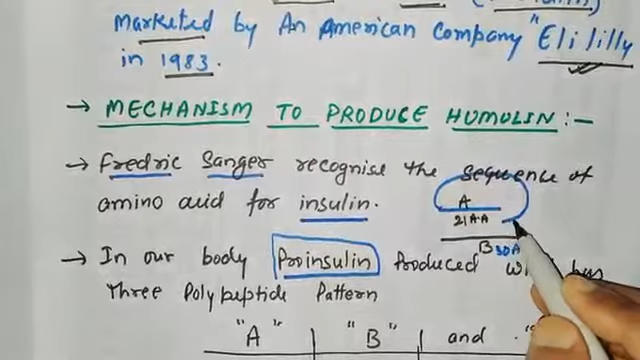 Marketed by An American Company "Eli lilly
in 1983.
→ MECHANISM TO PRODUCE HUMULIN :-
→ fredric Sanger recognise the sequence of
amino acid for insulin.
A
21 A·A
B 30 A
→ In our body Proinsulin Produced
Three Polypeptide Pattern
"A" "B" and